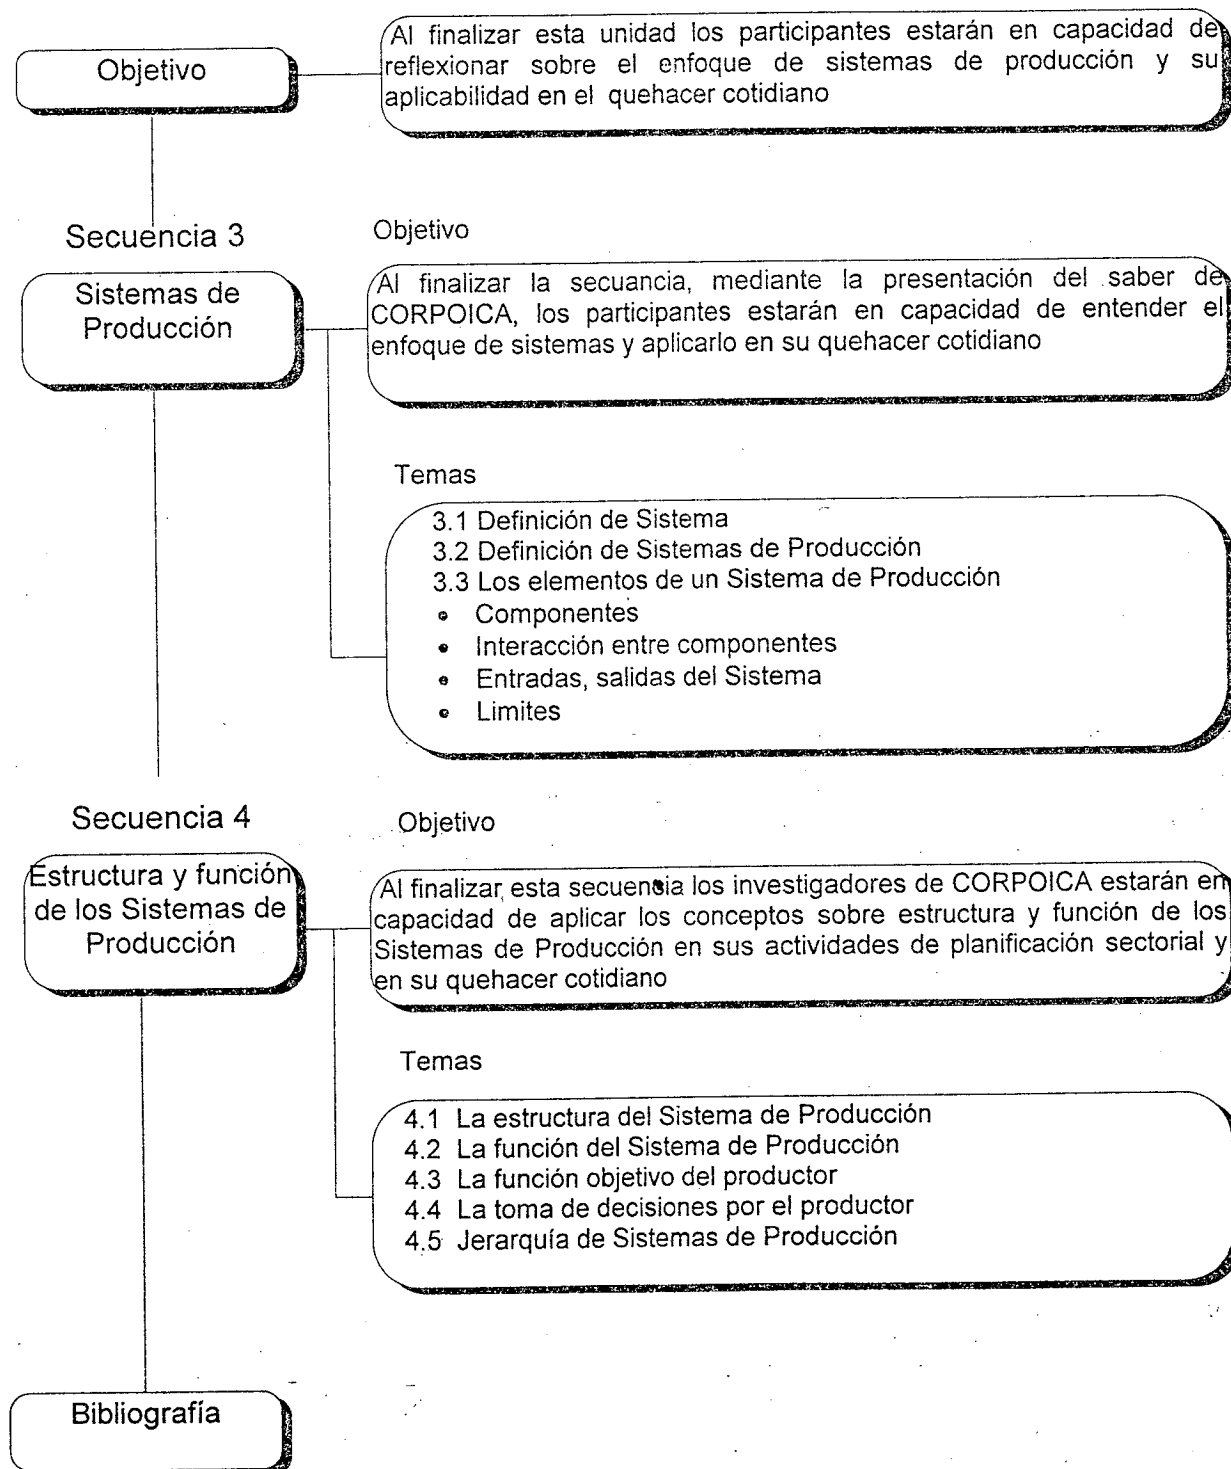 Objetivo
Al finalizar esta unidad los participantes estarán en capacidad de
reflexionar sobre el enfoque de sistemas de producción y su
aplicabilidad en el quehacer cotidiano
Secuencia 3
Sistemas de
Producción
Objetivo
Al finalizar la secuancia, mediante la presentación del saber de
CORPOICA, los participantes estarán en capacidad de entender el
enfoque de sistemas y aplicarlo en su quehacer cotidiano
Temas
3.1 Definición de Sistema
3.2 Definición de Sistemas de Producción
3.3 Los elementos de un Sistema de Producción
• Componentes
• Interacción entre componentes
• Entradas, salidas del Sistema
• Limites
Secuencia 4
Estructura y función
de los Sistemas de
Producción
Objetivo
Al finalizar esta secuensia los investigadores de CORPOICA estarán en
capacidad de aplicar los conceptos sobre estructura y función de los
Sistemas de Producción en sus actividades de planificación sectorial y
en su quehacer cotidiano
Temas
4.1 La estructura del Sistema de Producción
4.2 La función del Sistema de Producción
4.3 La función objetivo del productor
4.4 La toma de decisiones por el productor
4.5 Jerarquía de Sistemas de Producción
Bibliografía